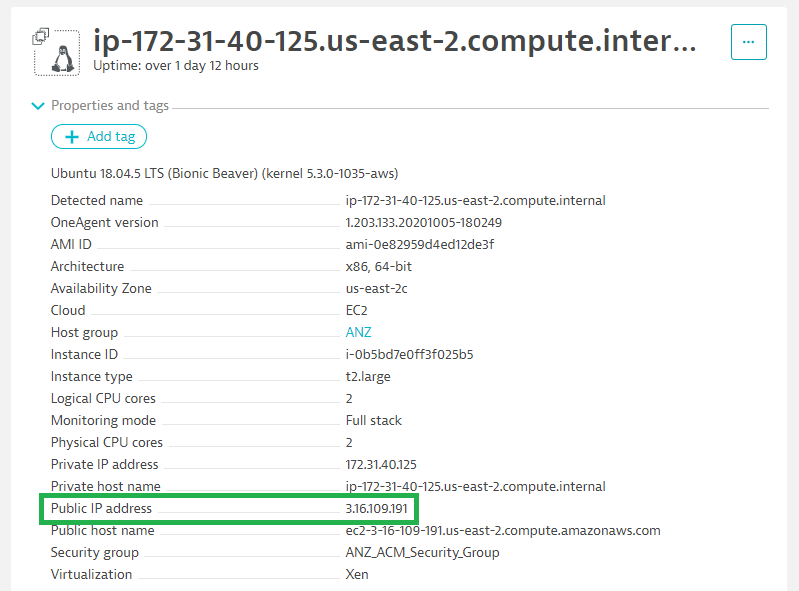 ip-172-31-40-125.us-east-2.compute.inter...
Uptime: over 1 day 12 hours
...
Properties and tags
+ Add tag
Ubuntu 18.04.5 LTS (Bionic Beaver) (kernel 5.3.0-1035-aws)
Detected name ip-172-31-40-125.us-east-2.compute.internal
OneAgent version 1.203.133.20201005-180249
AMI ID ami-0e82959d4ed12de3f
Architecture x86, 64-bit
Availability Zone us-east-2c
Cloud EC2
Host group ANZ
Instance ID i-0b5bd7e0ff3f025b5
Instance type t2.large
Logical CPU cores 2
Monitoring mode Full stack
Physical CPU cores 2
Private IP address 172.31.40.125
Private host name ip-172-31-40-125.us-east-2.compute.internal
Public IP address 3.16.109.191
Public host name ec2-3-16-109-191.us-east-2.compute.amazonaws.com
Security group ANZ_ACM_Security_Group
Virtualization Xen